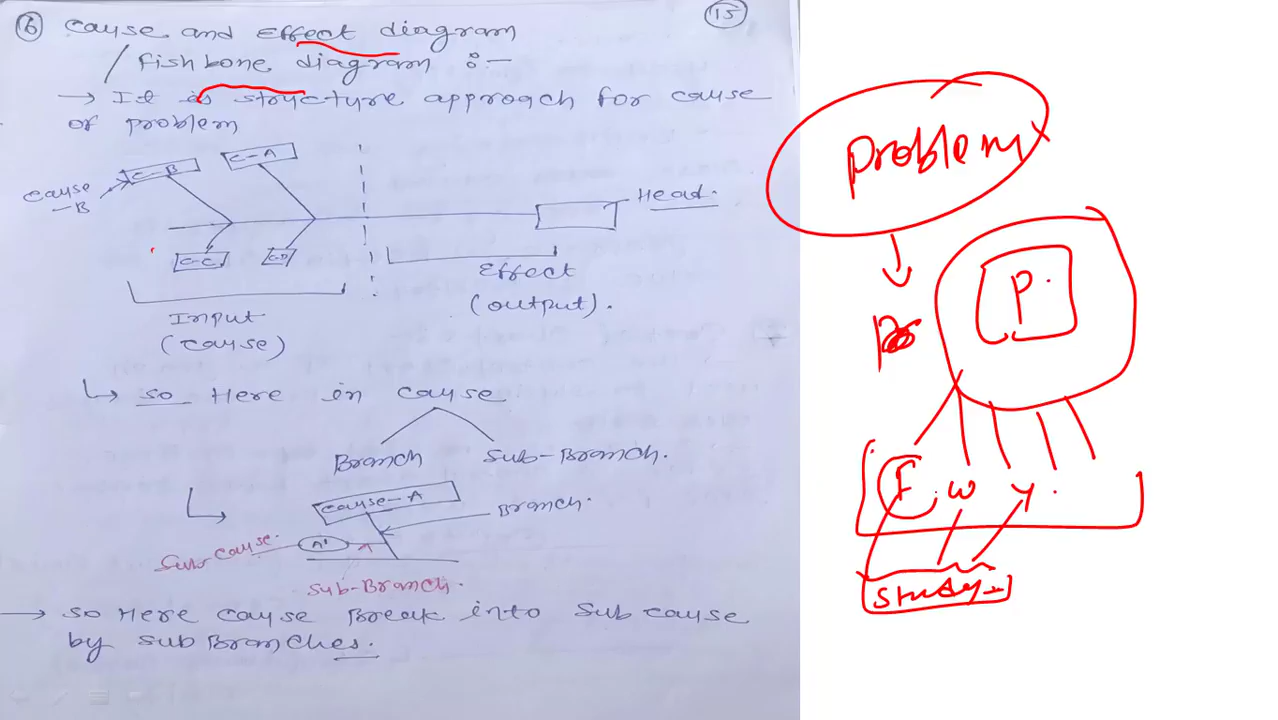 ⑥ Cause and Effect diagram
15
/ fishbone diagram :-
→ It is structure approach for cause
of problem
C-B
C-A
Cause
-B
Head.
C-C
C-D
Effect
(output).
Input
(cause)
↳ so Here in cause
Branch
Sub-Branch.
Cause-A
Branch.
Sub cause.
A'
Sub-Branch.
→ so Here cause Break into Sub cause
by sub Branches.
Problem
P.
F. w y.
Study